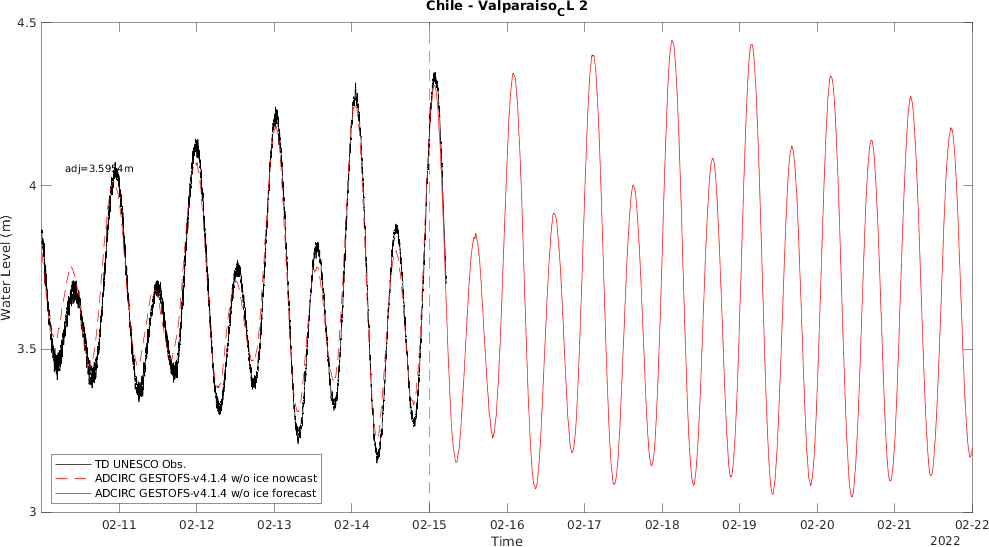 Chile - Valparaiso_CL 2
4.5
adj=3.5954m
4
Water Level (m)
3.5
TD UNESCO Obs.
ADCIRC GESTOFS-v4.1.4 w/o ice nowcast
ADCIRC GESTOFS-v4.1.4 w/o ice forecast
3
02-11 02-12 02-13 02-14 02-15 02-16 02-17 02-18 02-19 02-20 02-21 02-22
Time
2022